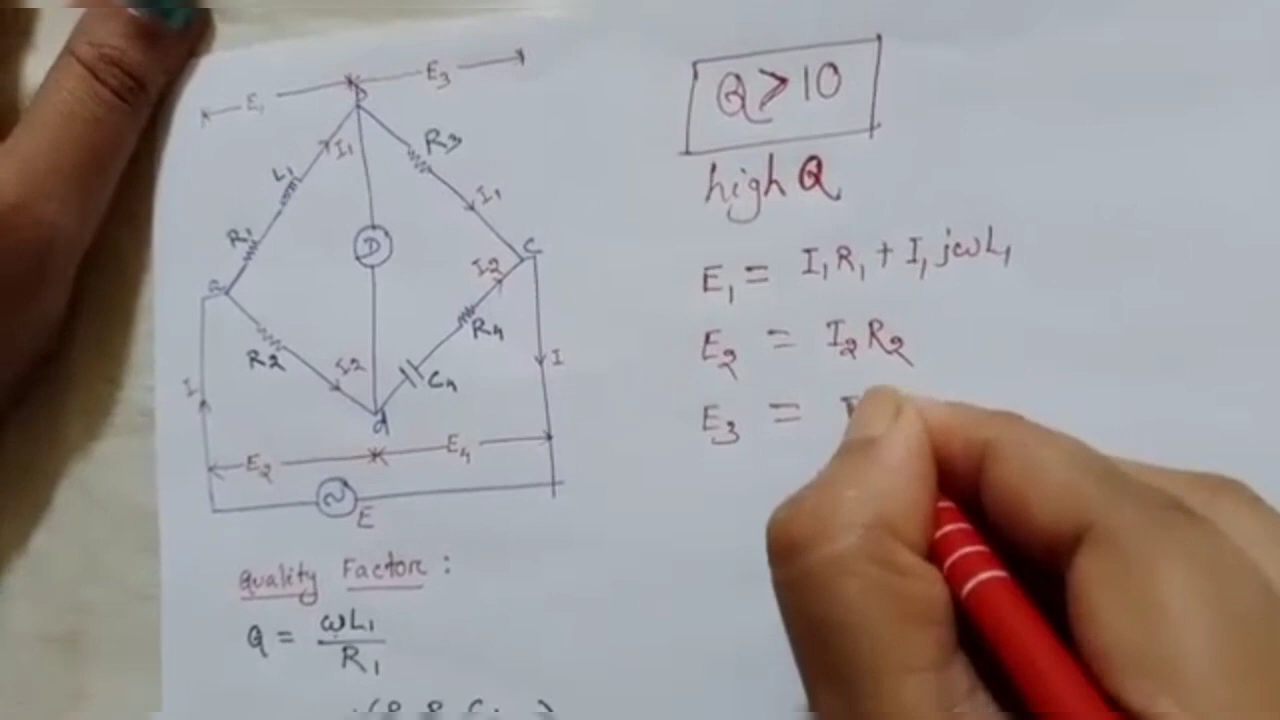 E₁ E₃
b
L₁ I₁ R₃
I₁
R₁ D C
a I2
R2 I2 R4
C4
I I
d
E₂ E₄
E
Quality Factor :
Q = ωL₁
R₁
Q > 10
high Q
E₁ = I₁R₁ + I₁jωL₁
E₂ = I₂R₂
E₃ =